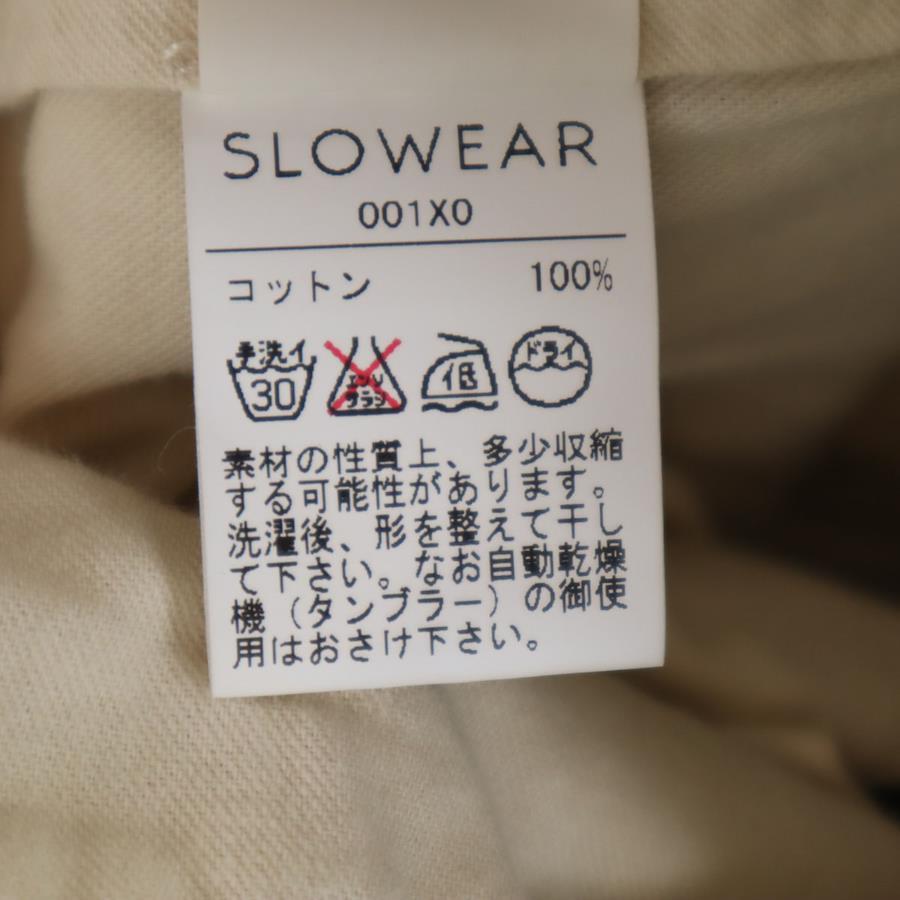 SLOWEAR
001X0
コットン 100%
手洗イ 30 エンソサラシ 低 ドライ
素材の性質上、多少収縮
する可能性があります。
洗濯後、形を整えて干し
て下さい。なお自動乾燥
機（タンブラー）の御使
用はおさけ下さい。